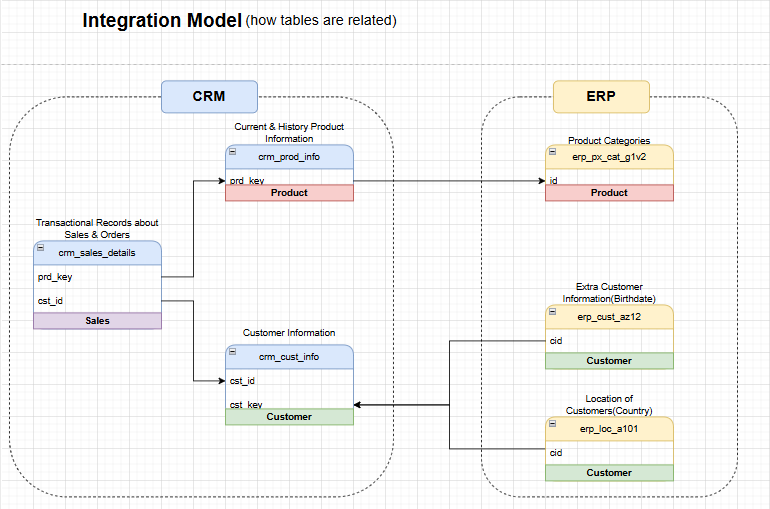 Integration Model (how tables are related)
CRM
ERP
Current & History Product
Information
crm_prod_info
prd_key
Product
Product Categories
erp_px_cat_g1v2
id
Product
Transactional Records about
Sales & Orders
crm_sales_details
prd_key
cst_id
Sales
Customer Information
crm_cust_info
cst_id
cst_key
Customer
Extra Customer
Information(Birthdate)
erp_cust_az12
cid
Customer
Location of
Customers(Country)
erp_loc_a101
cid
Customer